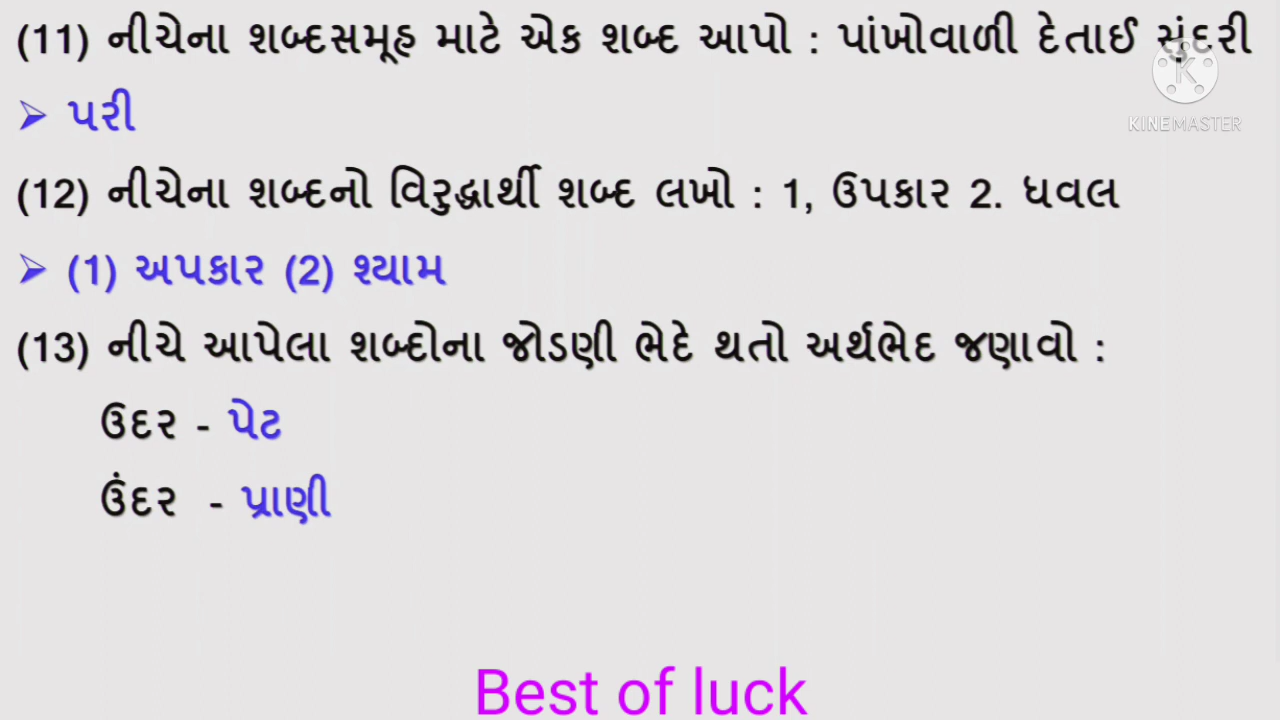 (11) નીચેના શબ્દસમૂહ માટે એક શબ્દ આપો : પાંખોવાળી દેતાઈ સુંદરી
KINEMASTER
➢ પરી
(12) નીચેના શબ્દનો વિરુદ્ધાર્થી શબ્દ લખો : 1, ઉપકાર 2. ધવલ
➢ (1) અપકાર (2) શ્યામ
(13) નીચે આપેલા શબ્દોના જોડણી ભેદે થતો અર્થભેદ જણાવો :
ઉદર - પેટ
ઉંદર - પ્રાણી
Best of luck